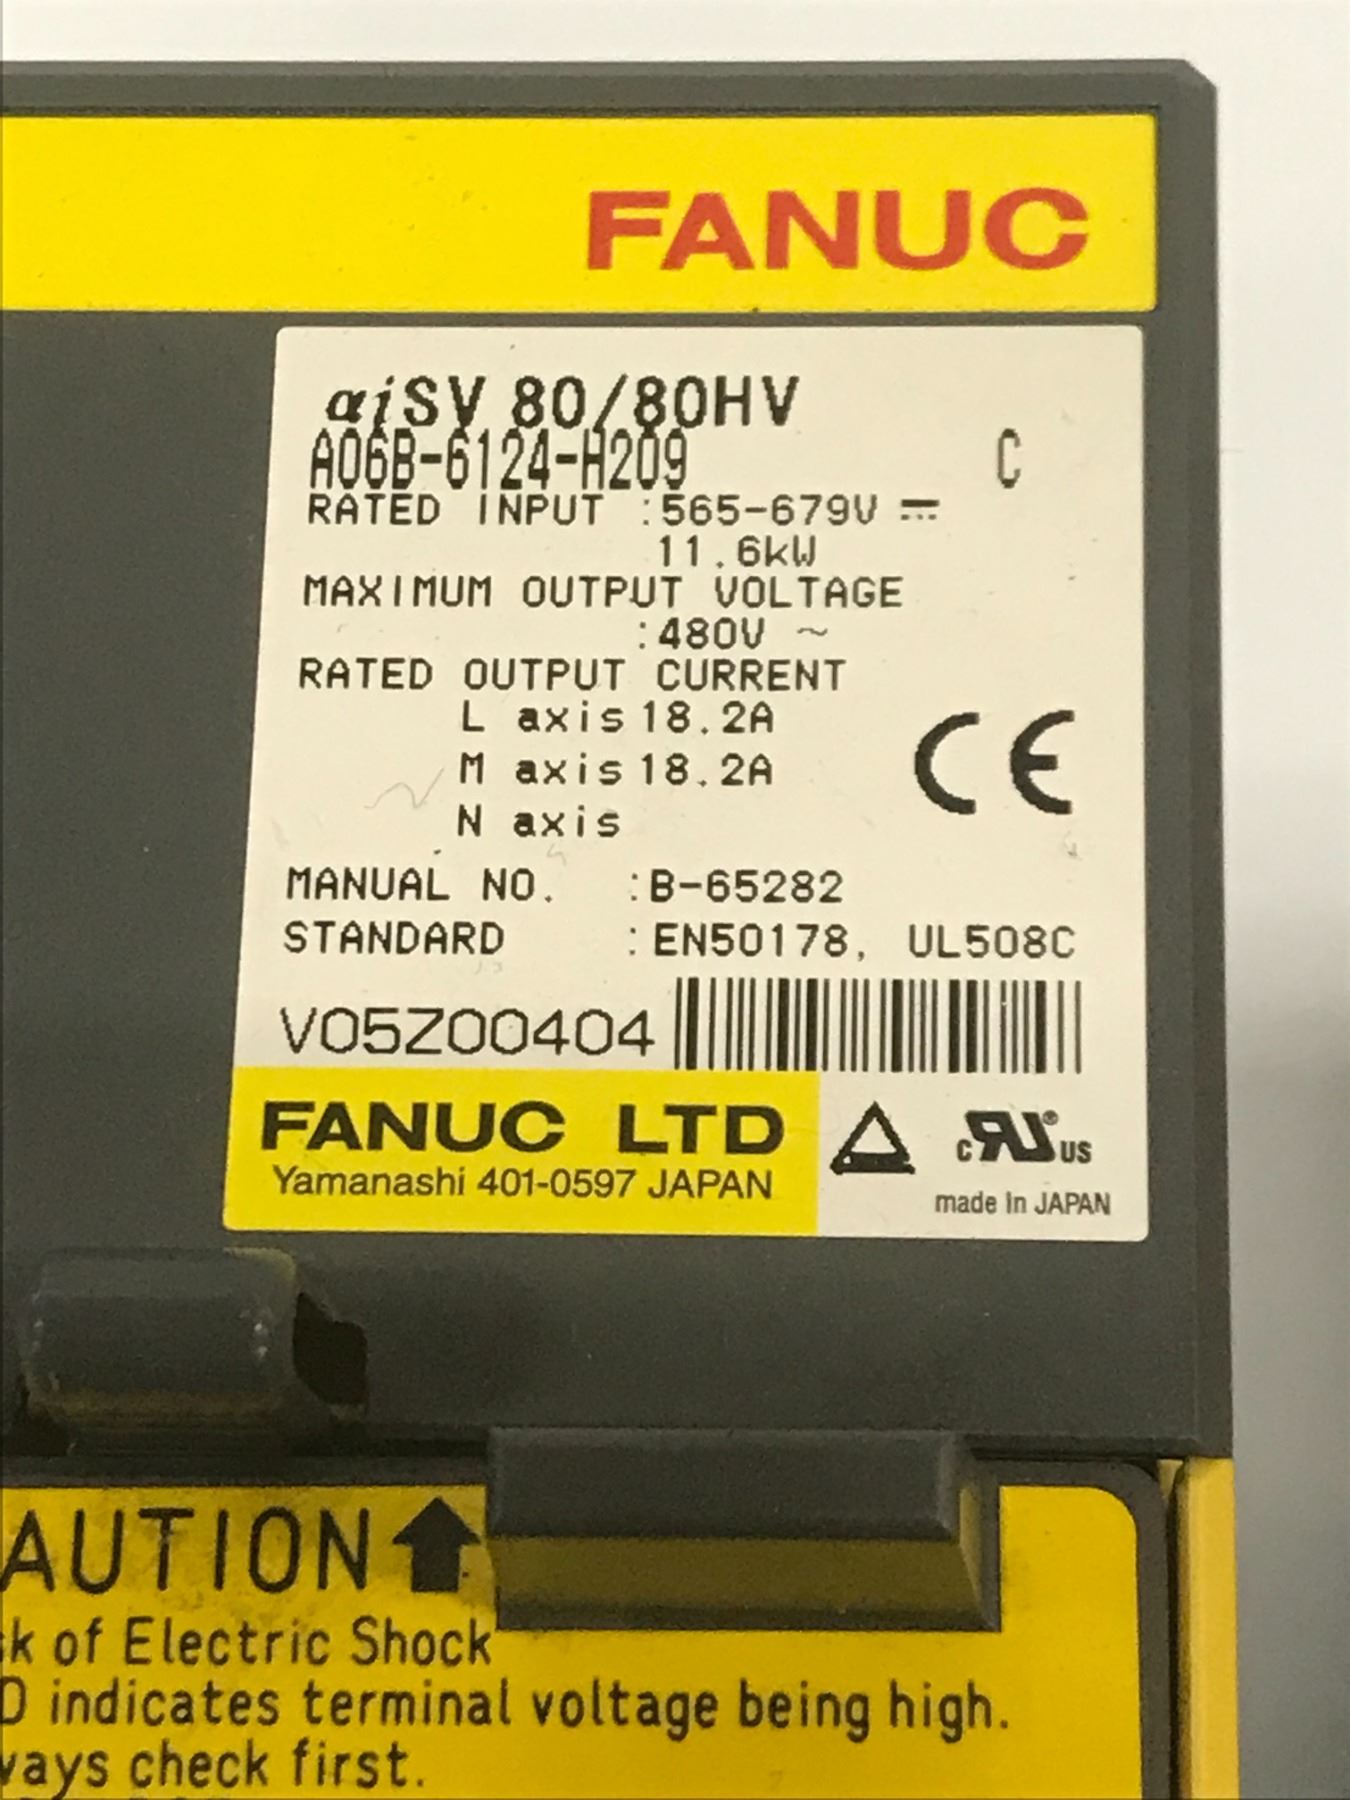 FANUC
αiSV 80/80HV
A06B-6124-H209 C
RATED INPUT :565-679V ⎓
11.6kW
MAXIMUM OUTPUT VOLTAGE
:480V ~
RATED OUTPUT CURRENT
L axis 18.2A
M axis 18.2A
N axis
CE
MANUAL NO. :B-65282
STANDARD :EN50178, UL508C
V05Z00404
FANUC LTD
Yamanashi 401-0597 JAPAN
c RU ® US
made in JAPAN
AUTION
k of Electric Shock
D indicates terminal voltage being high.
ways check first.